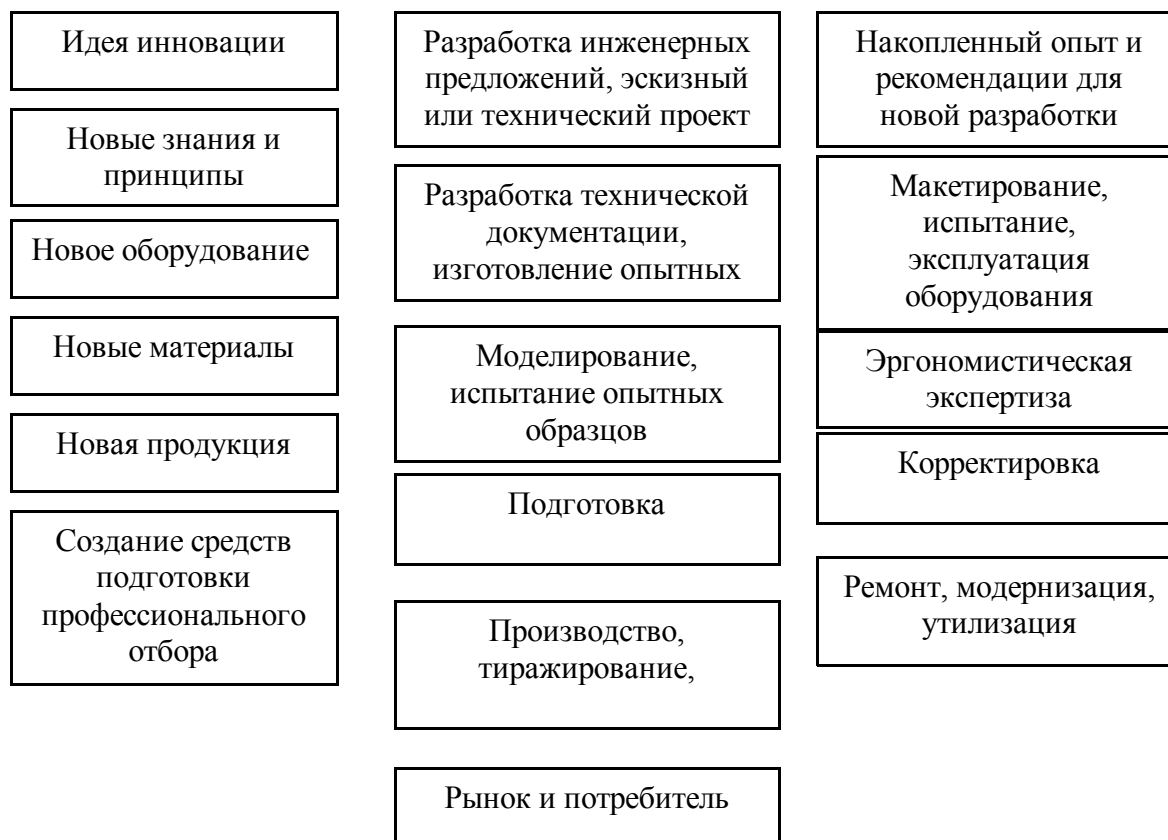 Идея инновации
Новые знания и
принципы
Новое оборудование
Новые материалы
Новая продукция
Создание средств
подготовки
профессионального
отбора
Разработка инженерных
предложений, эскизный
или технический проект
Разработка технической
документации,
изготовление опытных
Моделирование,
испытание опытных
образцов
Подготовка
Производство,
тиражирование,
Рынок и потребитель
Накопленный опыт и
рекомендации для
новой разработки
Макетирование,
испытание,
эксплуатация
оборудования
Эргономистическая
экспертиза
Корректировка
Ремонт, модернизация,
утилизация